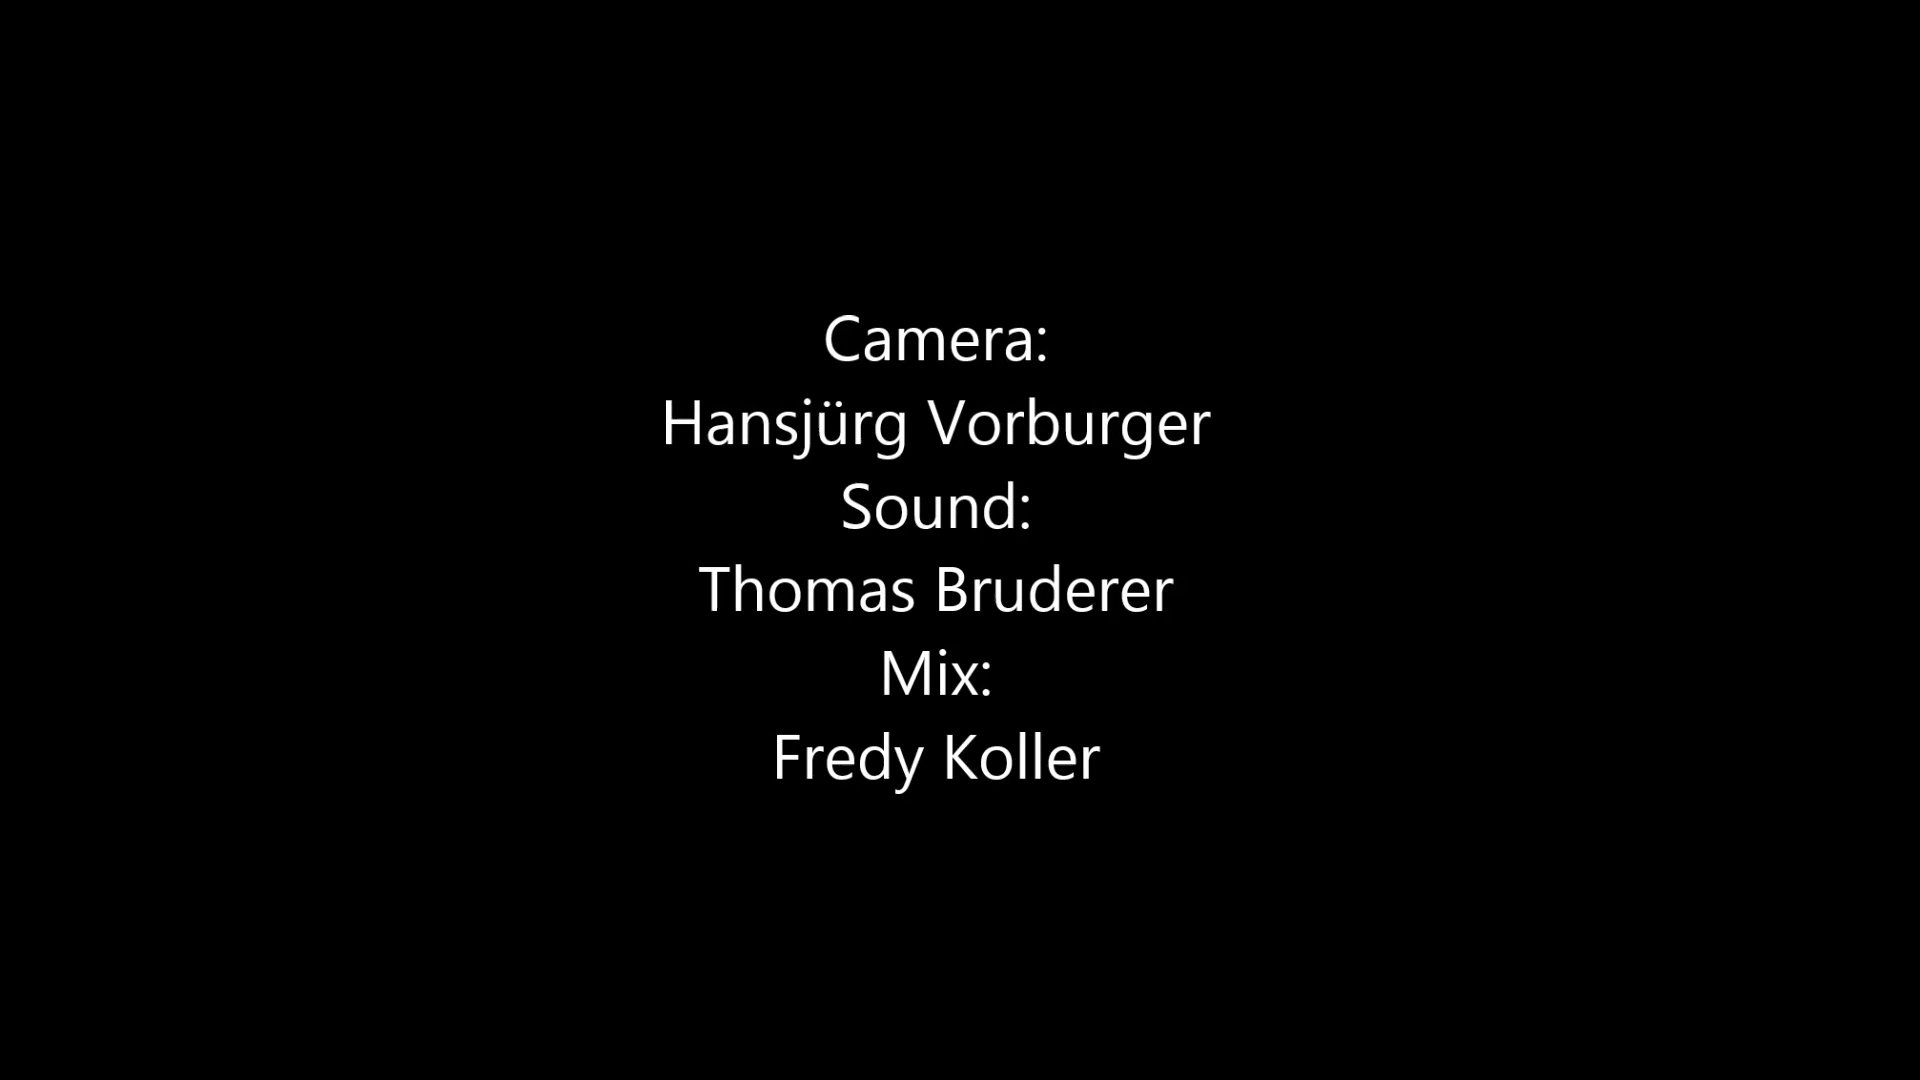 Camera:
Hansjürg Vorburger
Sound:
Thomas Bruderer
Mix:
Fredy Koller